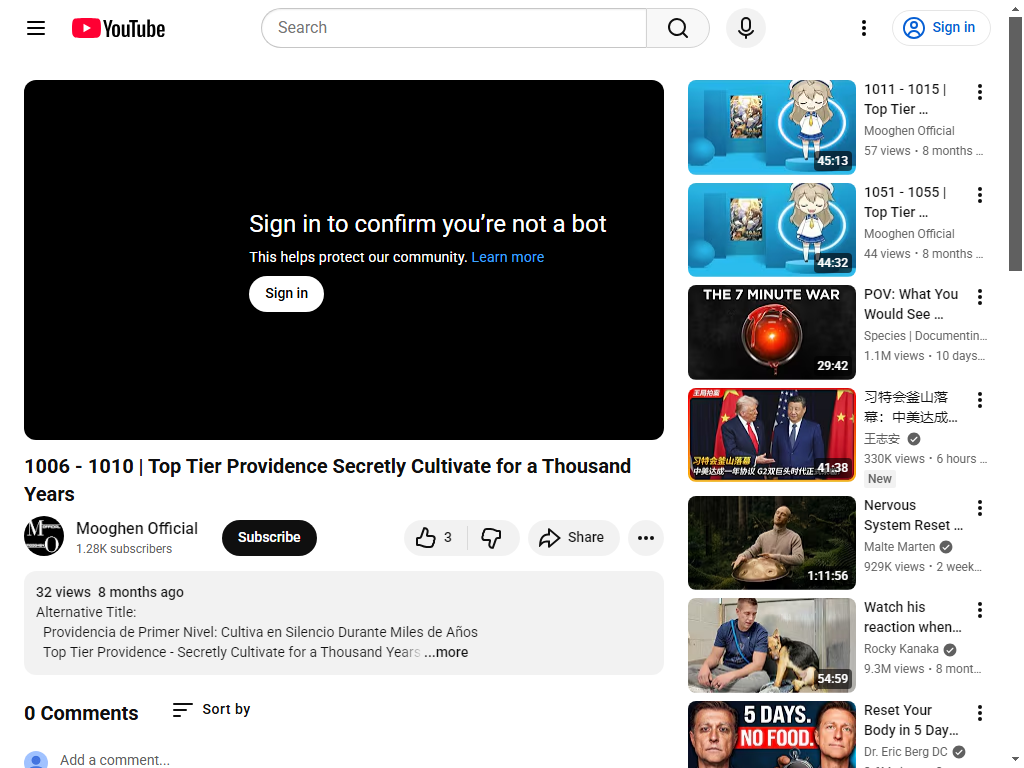 YouTube
Search
Sign in
Sign in to confirm you’re not a bot
This helps protect our community. Learn more
Sign in
1006 - 1010 | Top Tier Providence Secretly Cultivate for a Thousand
Years
Mooghen Official
1.28K subscribers
Subscribe
3
Share
32 views 8 months ago
Alternative Title:
Providencia de Primer Nivel: Cultiva en Silencio Durante Miles de Años
Top Tier Providence - Secretly Cultivate for a Thousand Years ...more
0 Comments
Sort by
Add a comment...
45:13
1011 - 1015 |
Top Tier ...
Mooghen Official
57 views • 8 months ...
44:32
1051 - 1055 |
Top Tier ...
Mooghen Official
44 views • 8 months ...
THE 7 MINUTE WAR
29:42
POV: What You
Would See ...
Species | Documentin...
1.1M views • 10 days...
王局拍案
习特会釜山落幕
中美达成一年协议 G2双巨头时代正
41:38
习特会釜山落
幕：中美达成...
王志安
330K views • 6 hours ...
New
1:11:56
Nervous
System Reset ...
Malte Marten
929K views • 2 week...
54:59
Watch his
reaction when...
Rocky Kanaka
9.3M views • 8 mont...
5 DAYS.
NO FOOD.
Reset Your
Body in 5 Day...
Dr. Eric Berg DC